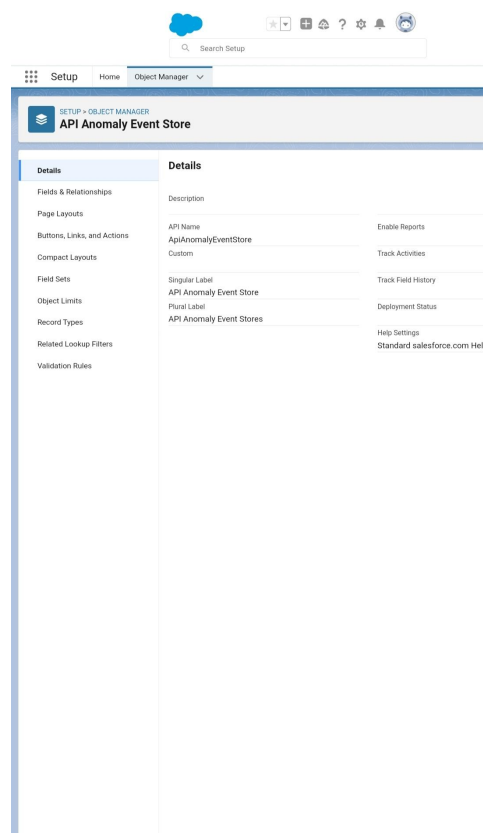 Search Setup
Setup
Home
Object Manager
SETUP > OBJECT MANAGER
API Anomaly Event Store
Details
Fields & Relationships
Page Layouts
Buttons, Links, and Actions
Compact Layouts
Field Sets
Object Limits
Record Types
Related Lookup Filters
Validation Rules
Details
Description
API Name
ApiAnomalyEventStore
Custom
Singular Label
API Anomaly Event Store
Plural Label
API Anomaly Event Stores
Enable Reports
Track Activities
Track Field History
Deployment Status
Help Settings
Standard salesforce.com Hel